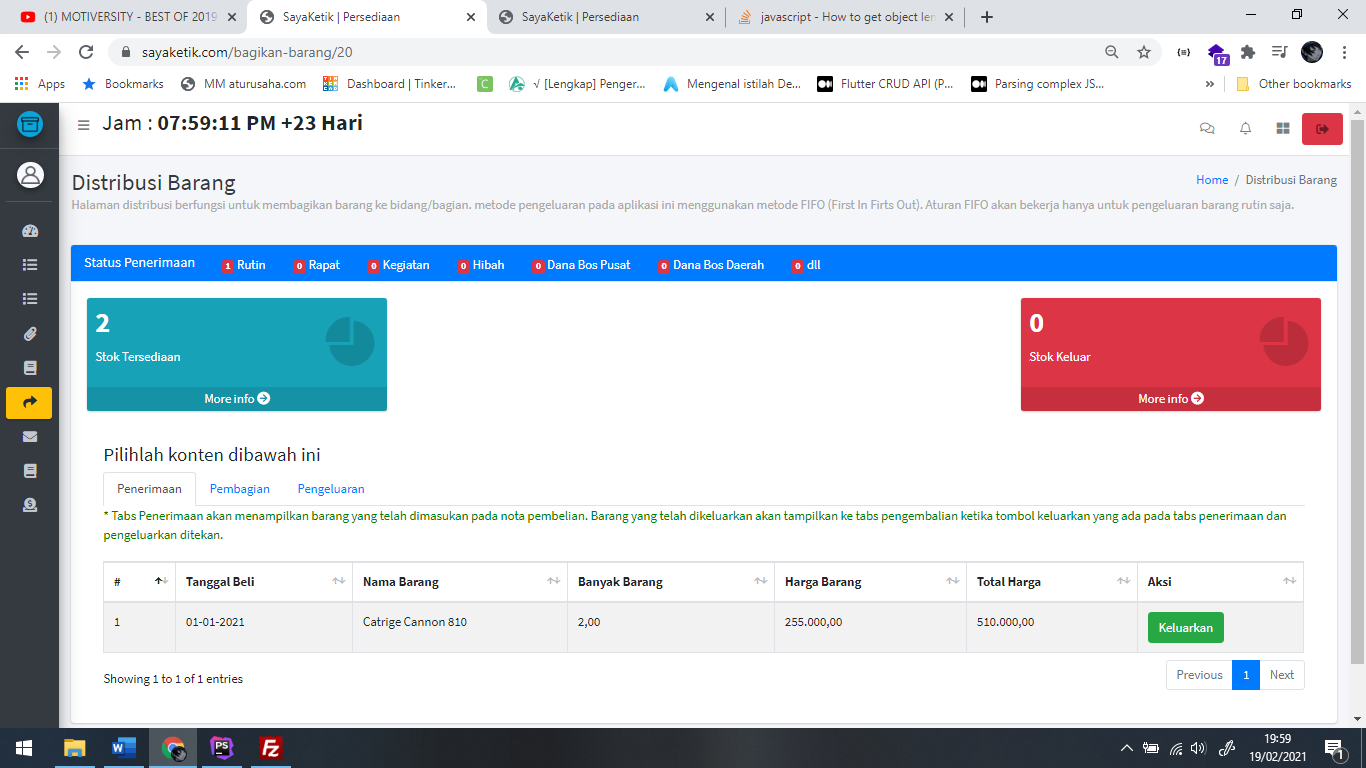 (1) MOTIVERSITY - BEST OF 2019
SayaKetik | Persediaan
SayaKetik | Persediaan
javascript - How to get object len
sayaketik.com/bagikan-barang/20
17
Apps
Bookmarks
MM aturusaha.com
Dashboard | Tinker...
C
√ [Lengkap] Penger...
Mengenal istilah De...
Flutter CRUD API (P...
Parsing complex JS...
»
Other bookmarks
Jam : 07:59:11 PM +23 Hari
Distribusi Barang
Home / Distribusi Barang
Halaman distribusi berfungsi untuk membagikan barang ke bidang/bagian. metode pengeluaran pada aplikasi ini menggunakan metode FIFO (First In Firts Out). Aturan FIFO akan bekerja hanya untuk pengeluaran barang rutin saja.
Status Penerimaan 1 Rutin 0 Rapat 0 Kegiatan 0 Hibah 0 Dana Bos Pusat 0 Dana Bos Daerah 0 dll
2
Stok Tersediaan
More info
0
Stok Keluar
More info
Pilihlah konten dibawah ini
Penerimaan Pembagian Pengeluaran
* Tabs Penerimaan akan menampilkan barang yang telah dimasukan pada nota pembelian. Barang yang telah dikeluarkan akan tampilkan ke tabs pengembalian ketika tombol keluarkan yang ada pada tabs penerimaan dan
pengeluarkan ditekan.
# Tanggal Beli Nama Barang Banyak Barang Harga Barang Total Harga Aksi
1 01-01-2021 Catrige Cannon 810 2,00 255.000,00 510.000,00 Keluarkan
Showing 1 to 1 of 1 entries
Previous 1 Next
W
PS
FZ
19:59
19/02/2021
1